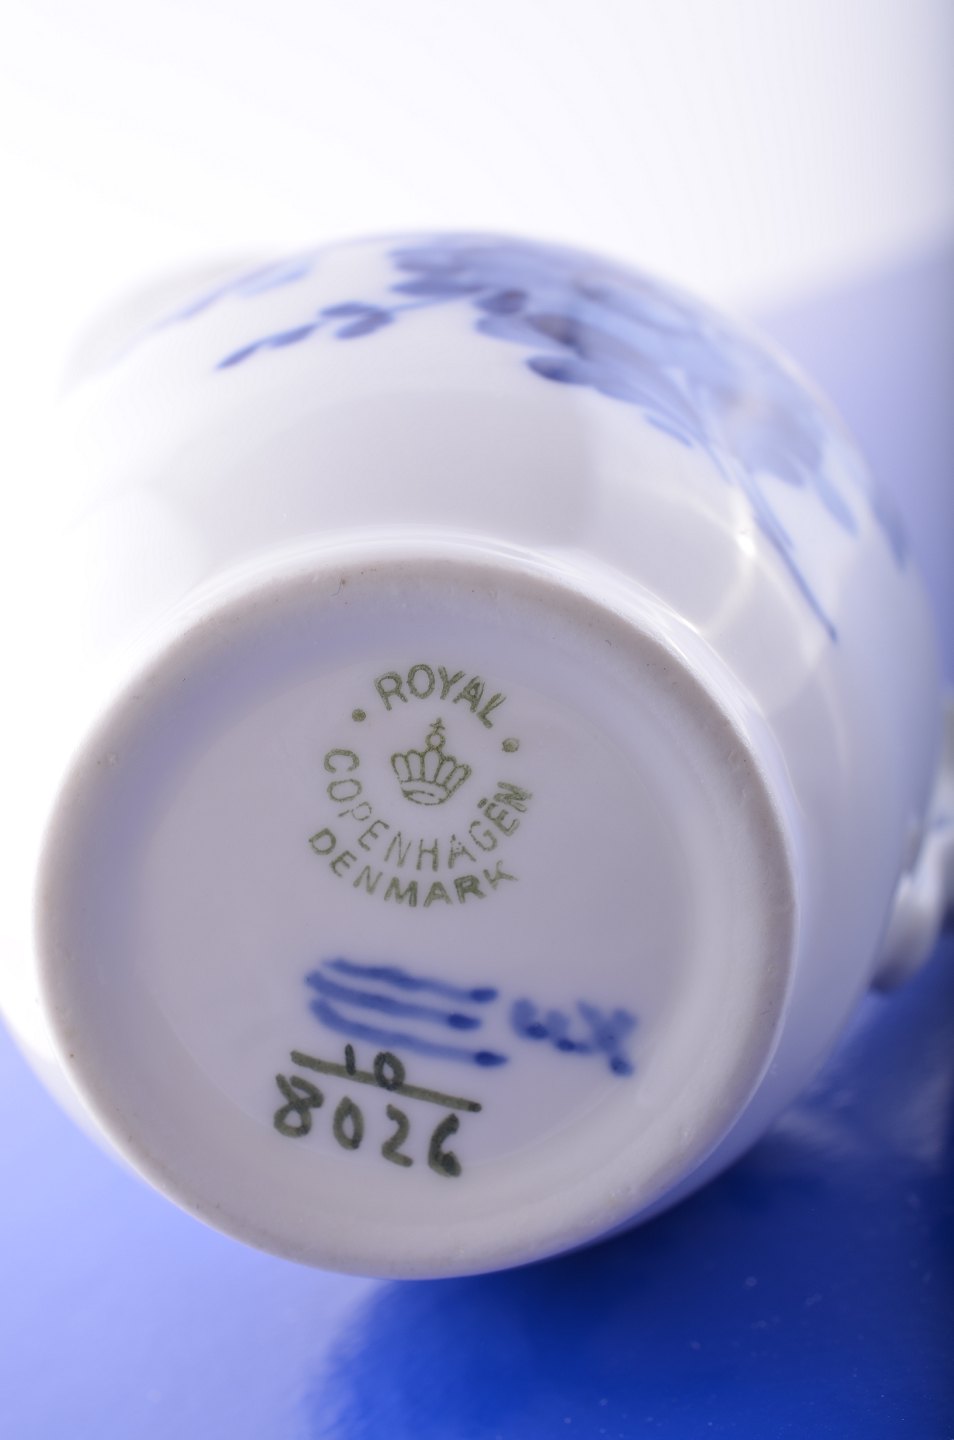 ROYAL
COPENHAGEN
DENMARK
10
8026